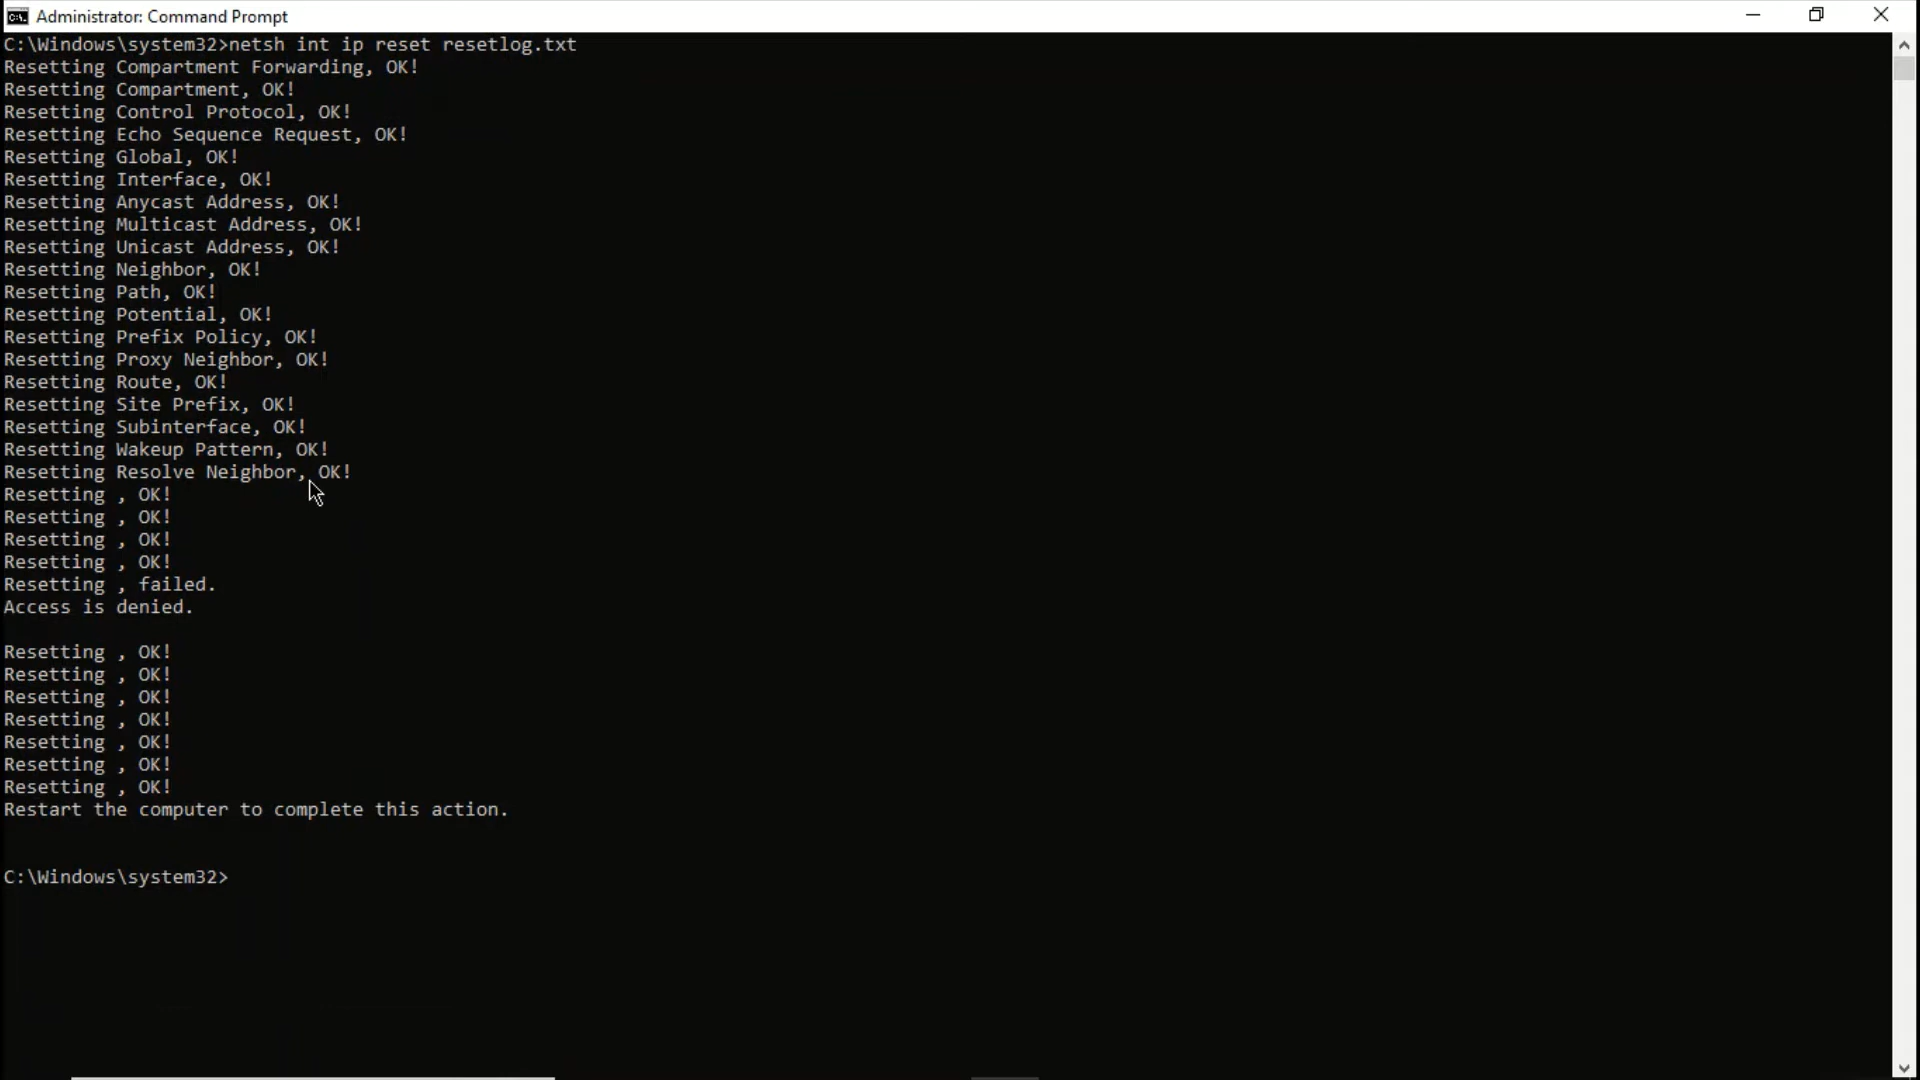 Administrator: Command Prompt
C:\Windows\system32>netsh int ip reset resetlog.txt
Resetting Compartment Forwarding, OK!
Resetting Compartment, OK!
Resetting Control Protocol, OK!
Resetting Echo Sequence Request, OK!
Resetting Global, OK!
Resetting Interface, OK!
Resetting Anycast Address, OK!
Resetting Multicast Address, OK!
Resetting Unicast Address, OK!
Resetting Neighbor, OK!
Resetting Path, OK!
Resetting Potential, OK!
Resetting Prefix Policy, OK!
Resetting Proxy Neighbor, OK!
Resetting Route, OK!
Resetting Site Prefix, OK!
Resetting Subinterface, OK!
Resetting Wakeup Pattern, OK!
Resetting Resolve Neighbor, OK!
Resetting , OK!
Resetting , OK!
Resetting , OK!
Resetting , OK!
Resetting , failed.
Access is denied.
Resetting , OK!
Resetting , OK!
Resetting , OK!
Resetting , OK!
Resetting , OK!
Resetting , OK!
Resetting , OK!
Restart the computer to complete this action.
C:\Windows\system32>